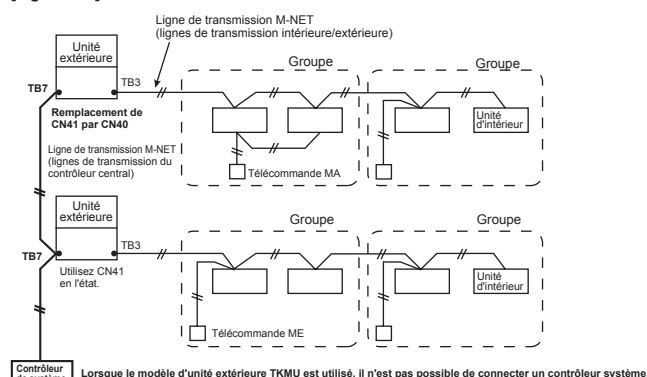 Ligne de transmission M-NET
(lignes de transmission intérieure/extérieure)
Unité
extérieure
TB7
TB3
Groupe
Groupe
Remplacement de
CN41 par CN40
Unité
d'intérieur
Ligne de transmission M-NET
(lignes de transmission du
contrôleur central)
Télécommande MA
Unité
extérieure
TB7
TB3
Groupe
Groupe
Utilisez CN41
en l'état.
Unité
d'intérieur
Télécommande ME
Contrôleur
Lorsque le modèle d'unité extérieure TKMU est utilisé, il n'est pas possible de connecter un contrôleur système